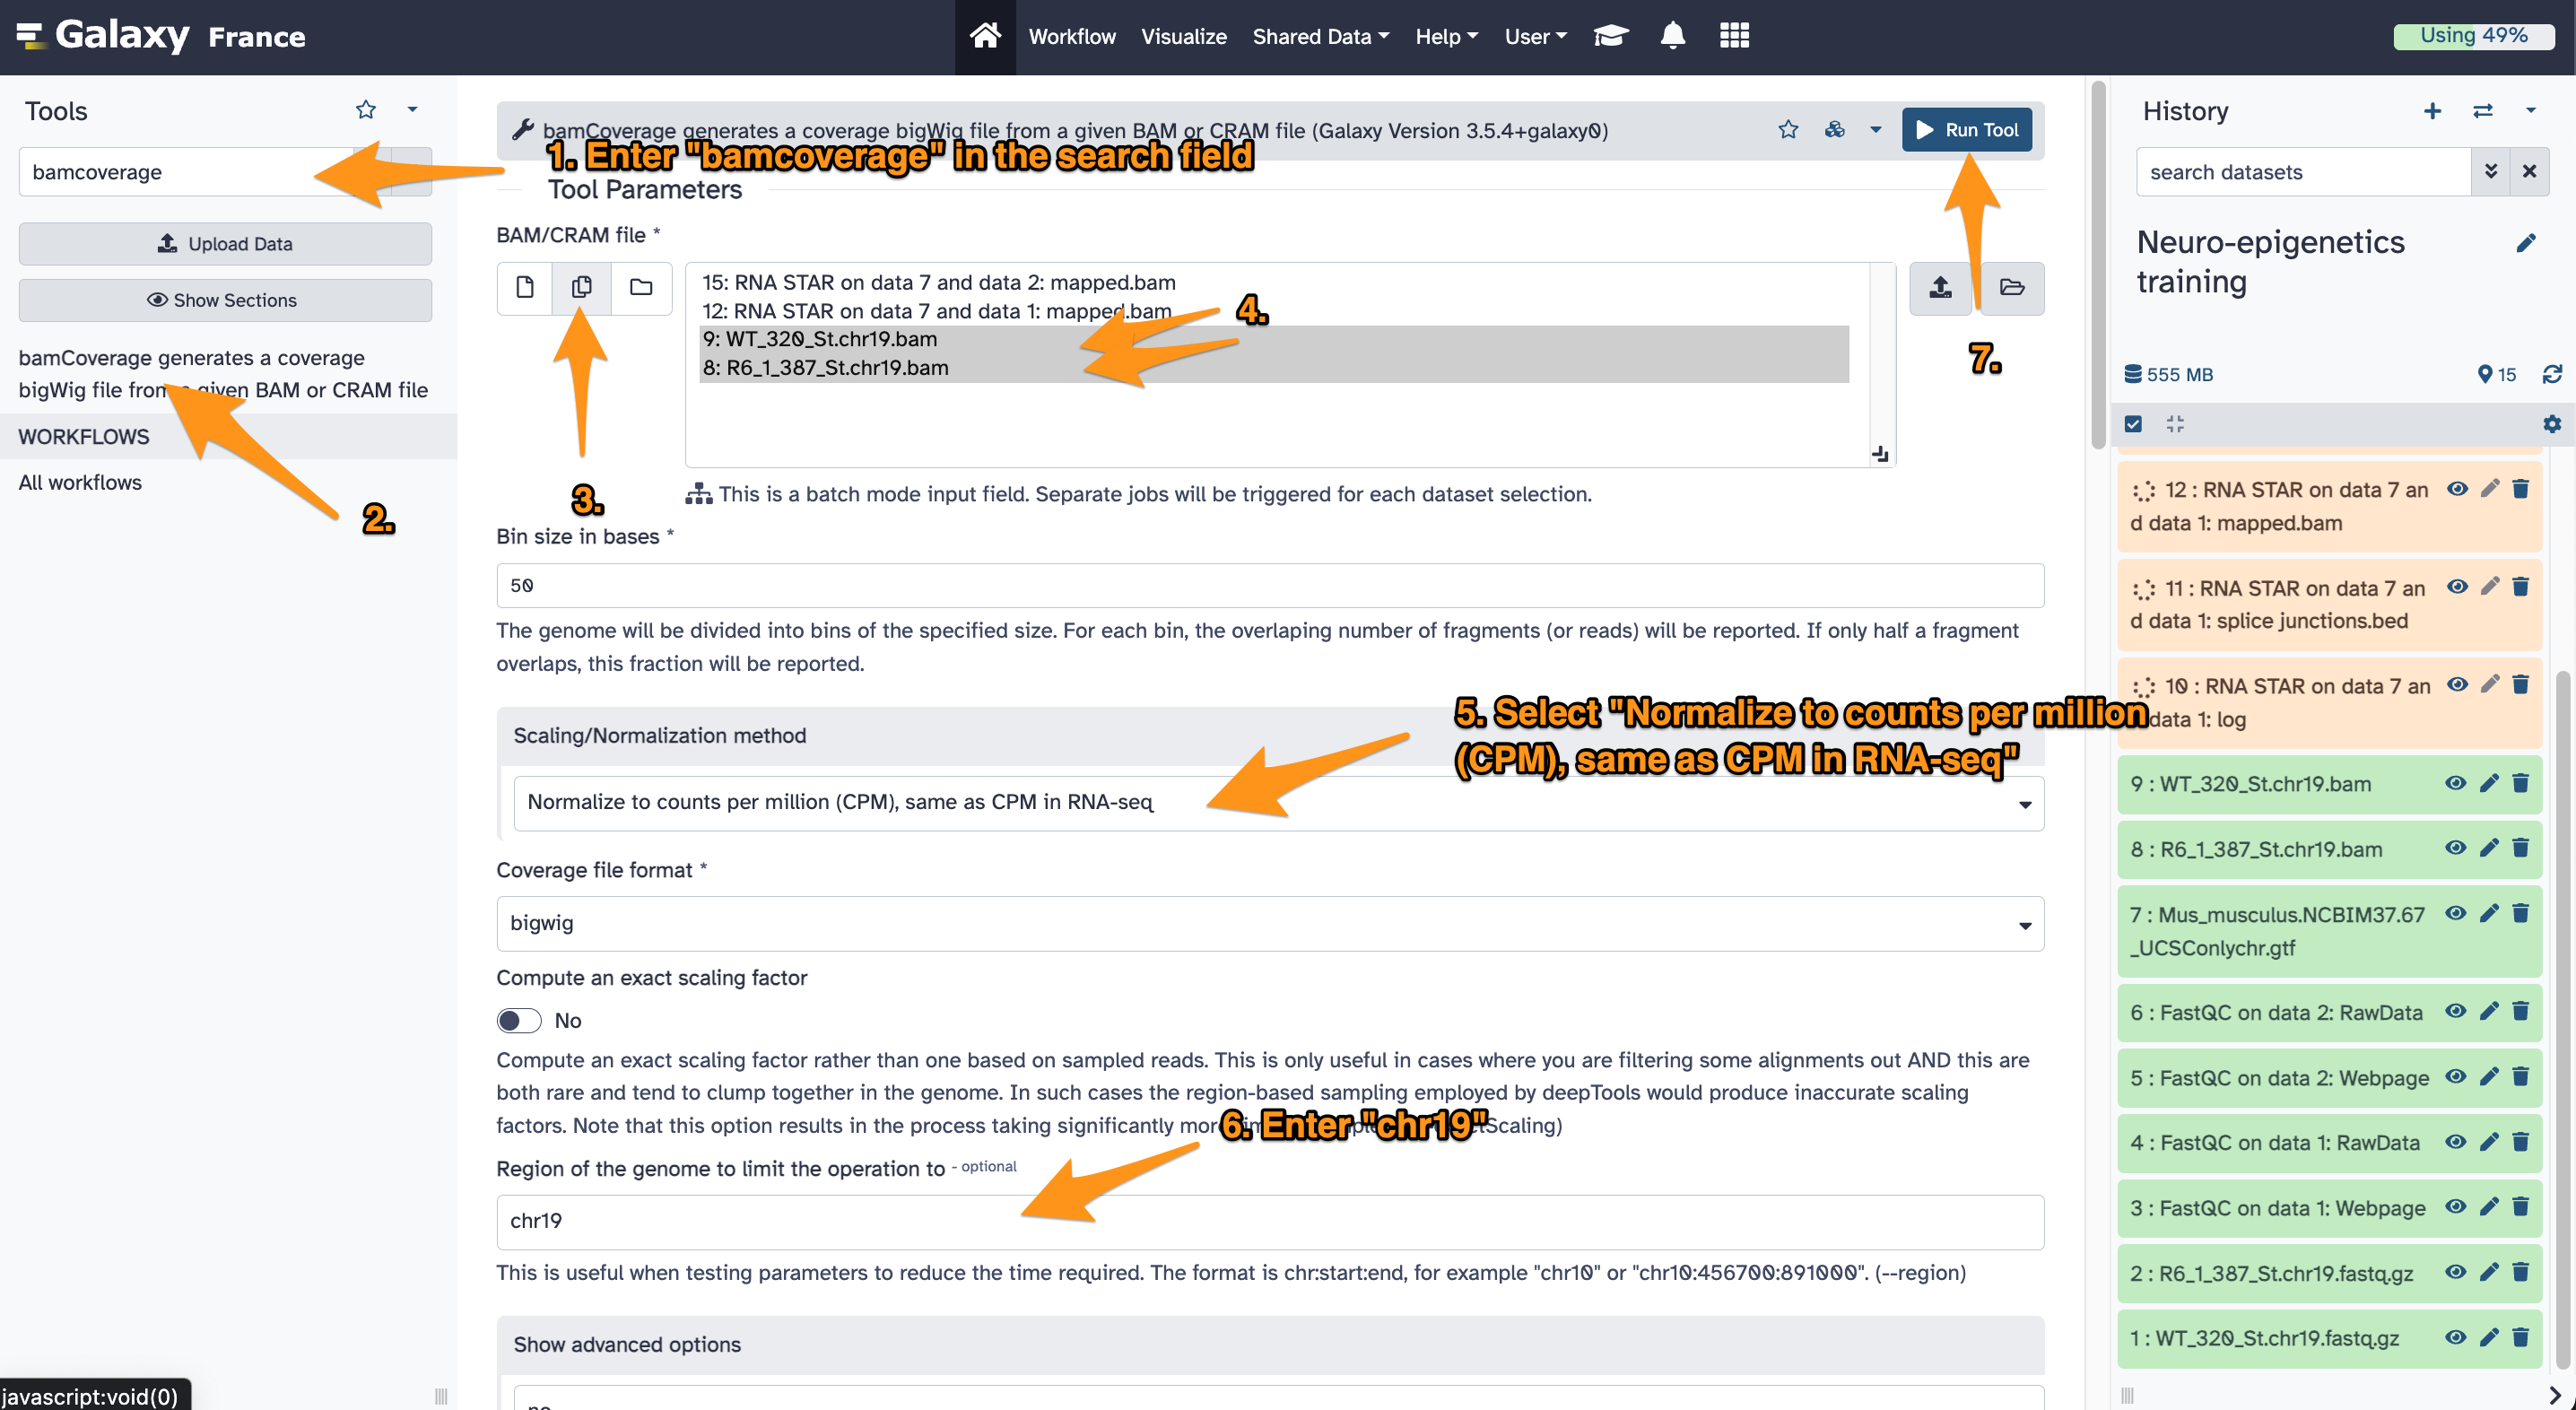 Galaxy France
Workflow Visualize Shared Data Help User
Using 49%
Tools
bamcoverage
Upload Data
Show Sections
bamCoverage generates a coverage
bigWig file from a given BAM or CRAM file
WORKFLOWS
All workflows
2.
javascript:void(0)
bamCoverage generates a coverage bigWig file from a given BAM or CRAM file (Galaxy Version 3.5.4+galaxy0)
Run Tool
1. Enter "bamcoverage" in the search field
Tool Parameters
BAM/CRAM file *
15: RNA STAR on data 7 and data 2: mapped.bam
12: RNA STAR on data 7 and data 1: mapped.bam
9: WT_320_St.chr19.bam
8: R6_1_387_St.chr19.bam
4.
7.
3.
This is a batch mode input field. Separate jobs will be triggered for each dataset selection.
Bin size in bases *
50
The genome will be divided into bins of the specified size. For each bin, the overlaping number of fragments (or reads) will be reported. If only half a fragment
overlaps, this fraction will be reported.
5. Select "Normalize to counts per million
(CPM), same as CPM in RNA-seq"
Scaling/Normalization method
Normalize to counts per million (CPM), same as CPM in RNA-seq
Coverage file format *
bigwig
Compute an exact scaling factor
No
Compute an exact scaling factor rather than one based on sampled reads. This is only useful in cases where you are filtering some alignments out AND this are
both rare and tend to clump together in the genome. In such cases the region-based sampling employed by deepTools would produce inaccurate scaling
factors. Note that this option results in the process taking significantly
6. Enter "chr19"
Region of the genome to limit the operation to - optional
chr19
This is useful when testing parameters to reduce the time required. The format is chr:start:end, for example "chr10" or "chr10:456700:891000". (--region)
Show advanced options
no
History
search datasets
Neuro-epigenetics
training
555 MB
15
12 : RNA STAR on data 7 an
d data 1: mapped.bam
11 : RNA STAR on data 7 an
d data 1: splice junctions.bed
10 : RNA STAR on data 7 an
data 1: log
9 : WT_320_St.chr19.bam
8 : R6_1_387_St.chr19.bam
7 : Mus_musculus.NCBIM37.67
_UCSConlychr.gtf
6 : FastQC on data 2: RawData
5 : FastQC on data 2: Webpage
4 : FastQC on data 1: RawData
3 : FastQC on data 1: Webpage
2 : R6_1_387_St.chr19.fastq.gz
1 : WT_320_St.chr19.fastq.gz